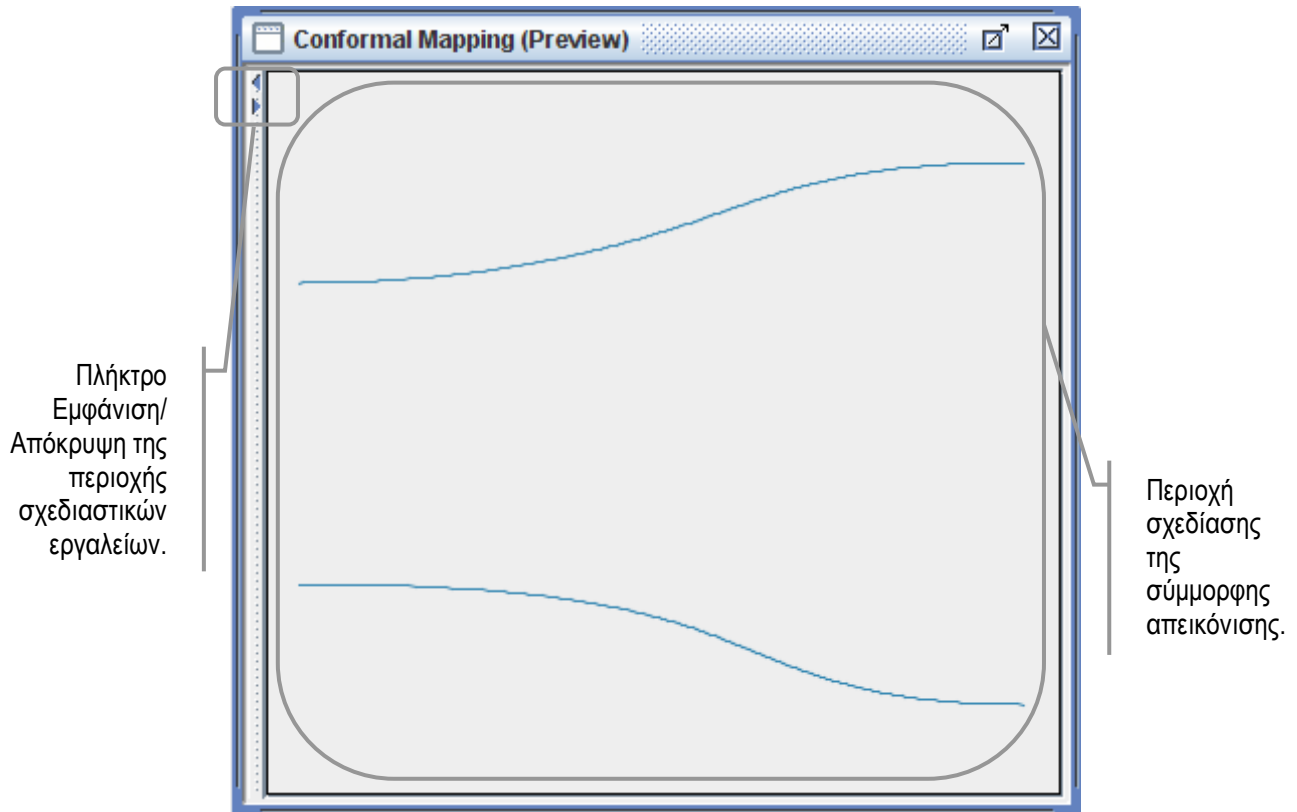 Conformal Mapping (Preview)
Πλήκτρο
Εμφάνιση/
Απόκρυψη της
περιοχής
σχεδιαστικών
εργαλείων.
Περιοχή
σχεδίασης
της
σύμμορφης
απεικόνισης.